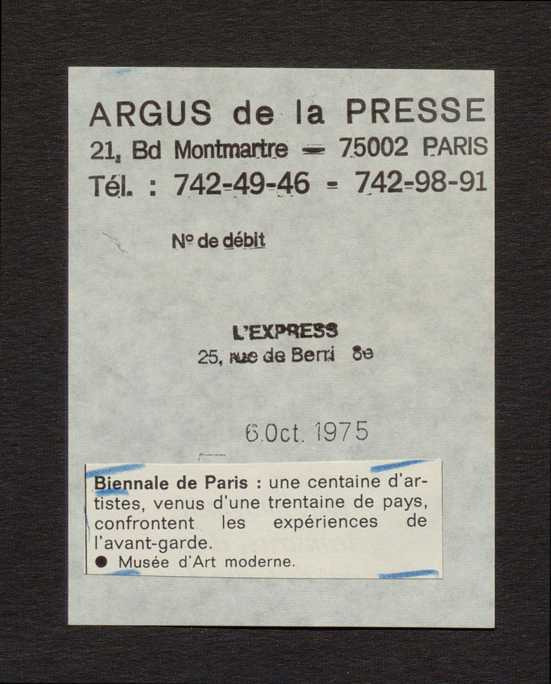 ARGUS de la PRESSE
21, Bd Montmartre — 75002 PARIS
Tél. : 742-49-46 - 742-98-91
Nº de débit
L'EXPRESS
25, rue de Berri 8e
6.Oct. 1975
Biennale de Paris : une centaine d'ar-
tistes, venus d'une trentaine de pays,
confrontent les expériences de
l'avant-garde.
● Musée d'Art moderne.